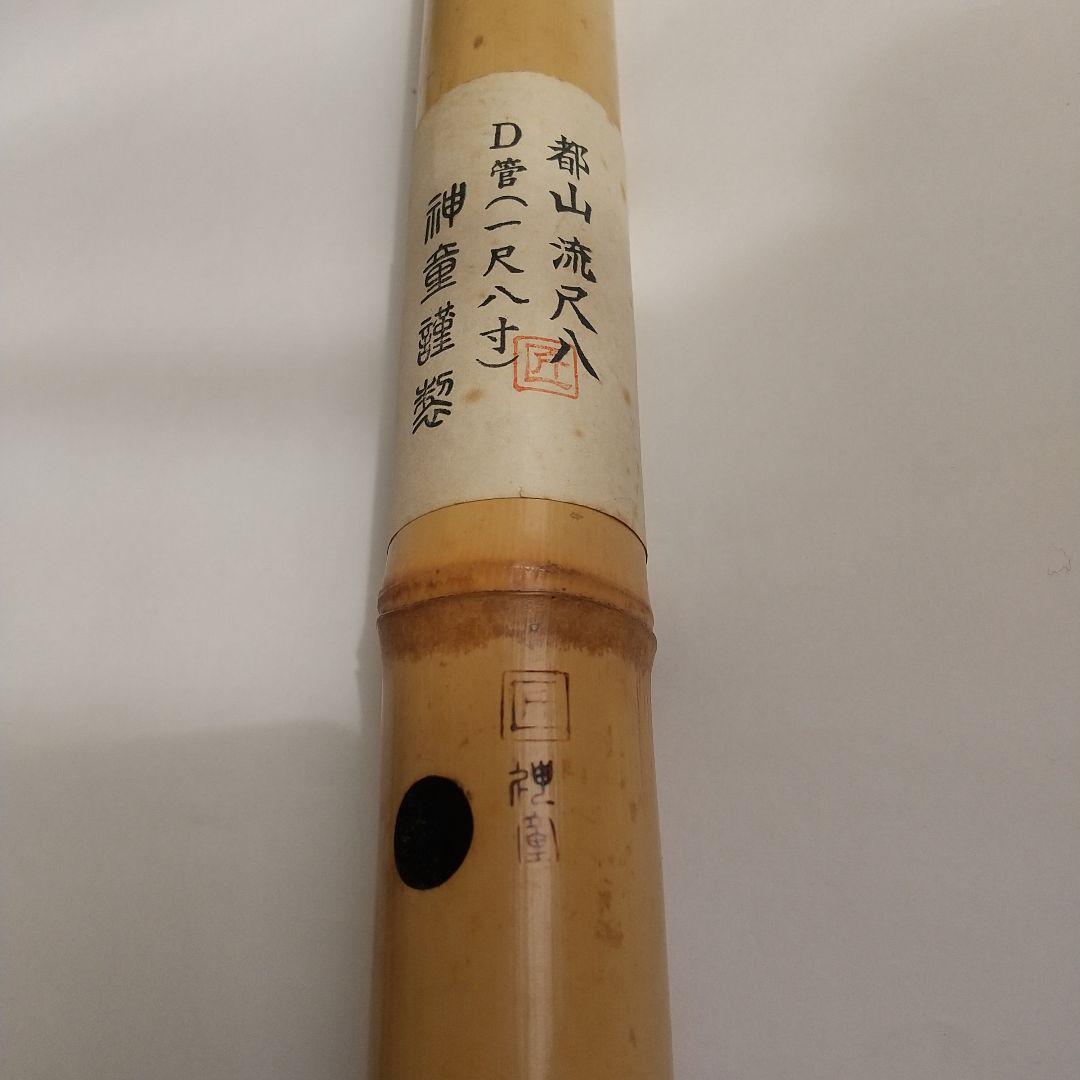 都山流尺八
D管(一尺八寸)
神童謹製
匠
匠
神童